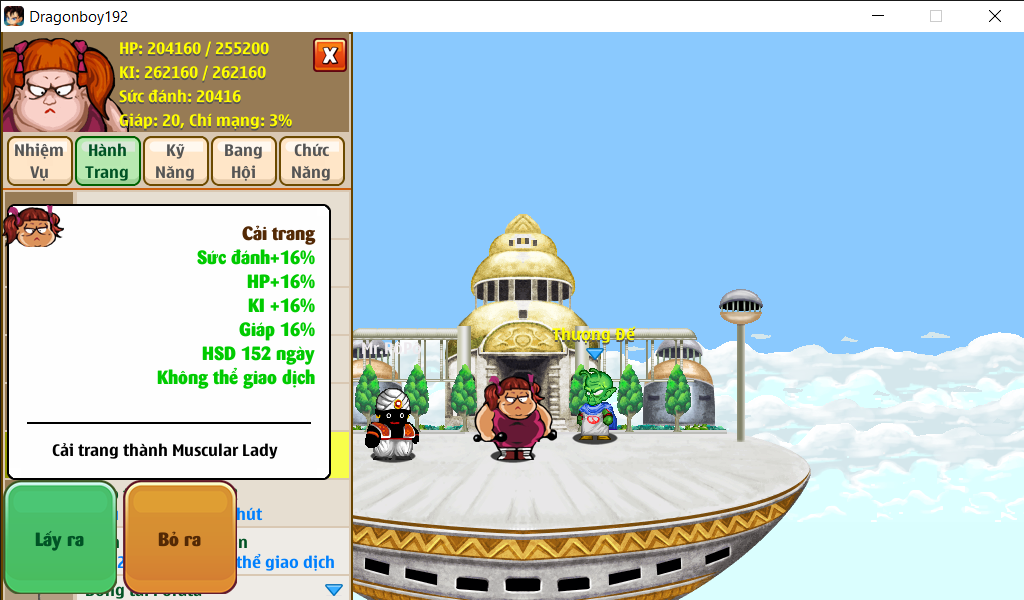 Dragonboy192
HP: 204160 / 255200
KI: 262160 / 262160
Sức đánh: 20416
Giáp: 20, Chí mạng: 3%
X
Nhiệm Vụ
Hành Trang
Kỹ Năng
Bang Hội
Chức Năng
Cải trang
Sức đánh+16%
HP+16%
KI +16%
Giáp 16%
HSD 152 ngày
Không thể giao dịch
Cải trang thành Muscular Lady
Lấy ra
Bỏ ra
thể giao dịch
Thượng Đế